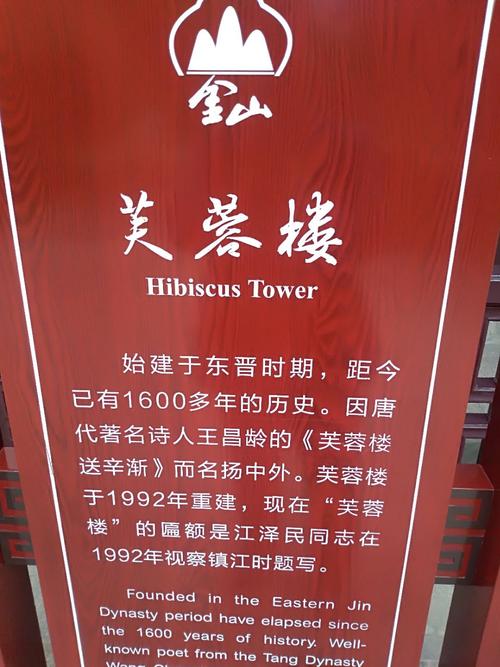 金山
芙蓉楼
Hibiscus Tower
始建于东晋时期，距今
已有1600多年的历史。因唐
代著名诗人王昌龄的《芙蓉楼
送辛渐》而名扬中外。芙蓉楼
于1992年重建，现在“芙蓉
楼”的匾额是江泽民同志在
1992年视察镇江时题写。
Founded in the Eastern Jin
Dynasty period have elapsed since
the 1600 years of history. Well-
known poet from the Tang Dynasty